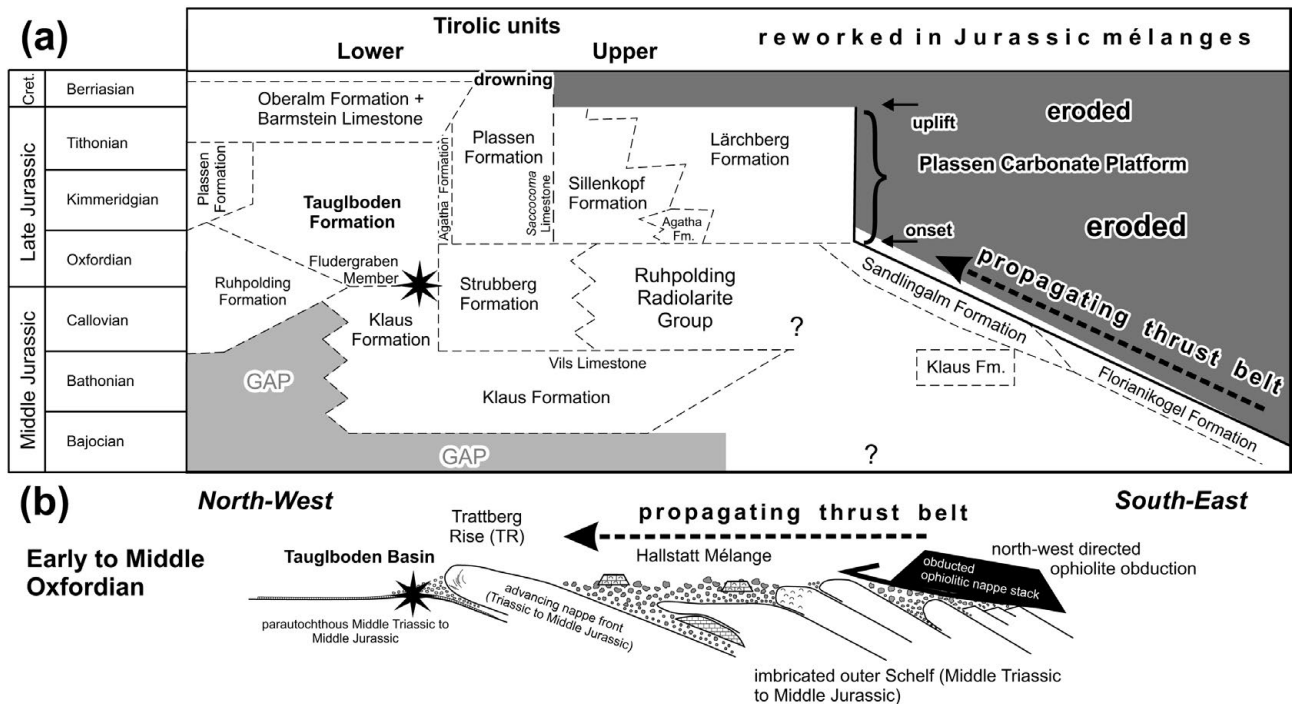 (a)
Tirolic units
Lower
Upper
reworked in Jurassic mélanges
Cret.
Late Jurassic
Middle Jurassic
Berriasian
Tithonian
Kimmeridgian
Oxfordian
Callovian
Bathonian
Bajocian
drowning
Oberalm Formation +
Barmstein Limestone
Plassen
Formation
Tauglboden
Formation
Agatha Formation
Plassen
Formation
Saccocoma
Limestone
Sillenkopf
Formation
Lärchberg
Formation
Agatha
Fm.
uplift
eroded
Plassen Carbonate Platform
onset
eroded
Fludergraben
Member
Ruhpolding
Formation
Klaus
Formation
Strubberg
Formation
Ruhpolding
Radiolarite
Group
?
Sandlingalm Formation
propagating thrust belt
Vils Limestone
GAP
Klaus Formation
Klaus Fm.
Florianikogel Formation
GAP
?
(b)
North-West
South-East
Early to Middle
Oxfordian
Tauglboden Basin
Trattberg
Rise (TR)
propagating thrust belt
Hallstatt Mélange
north-west directed
ophiolite obduction
obducted
ophiolitic nappe stack
parautochthous Middle Triassic to
Middle Jurassic
advancing nappe front
(Triassic to Middle Jurassic)
imbricated outer Schelf (Middle Triassic
to Middle Jurassic)